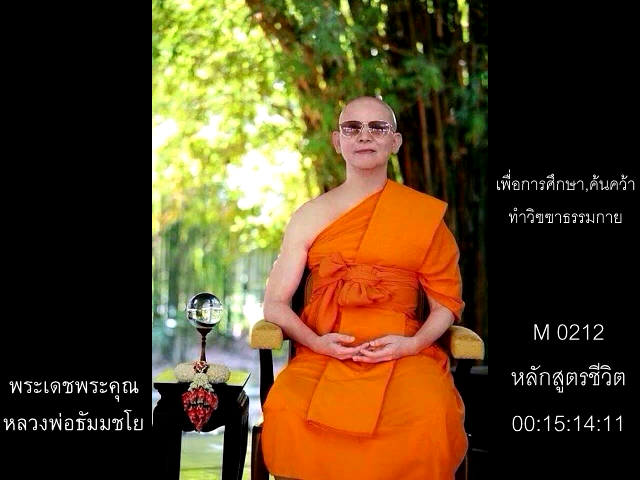 เพื่อการศึกษา,ค้นคว้า
ทำวิฃฃาธรรมกาย
M 0212
หลักสูตรชีวิต
00:15:14:11
พระเดชพระคุณ
หลวงพ่อธัมมชโย